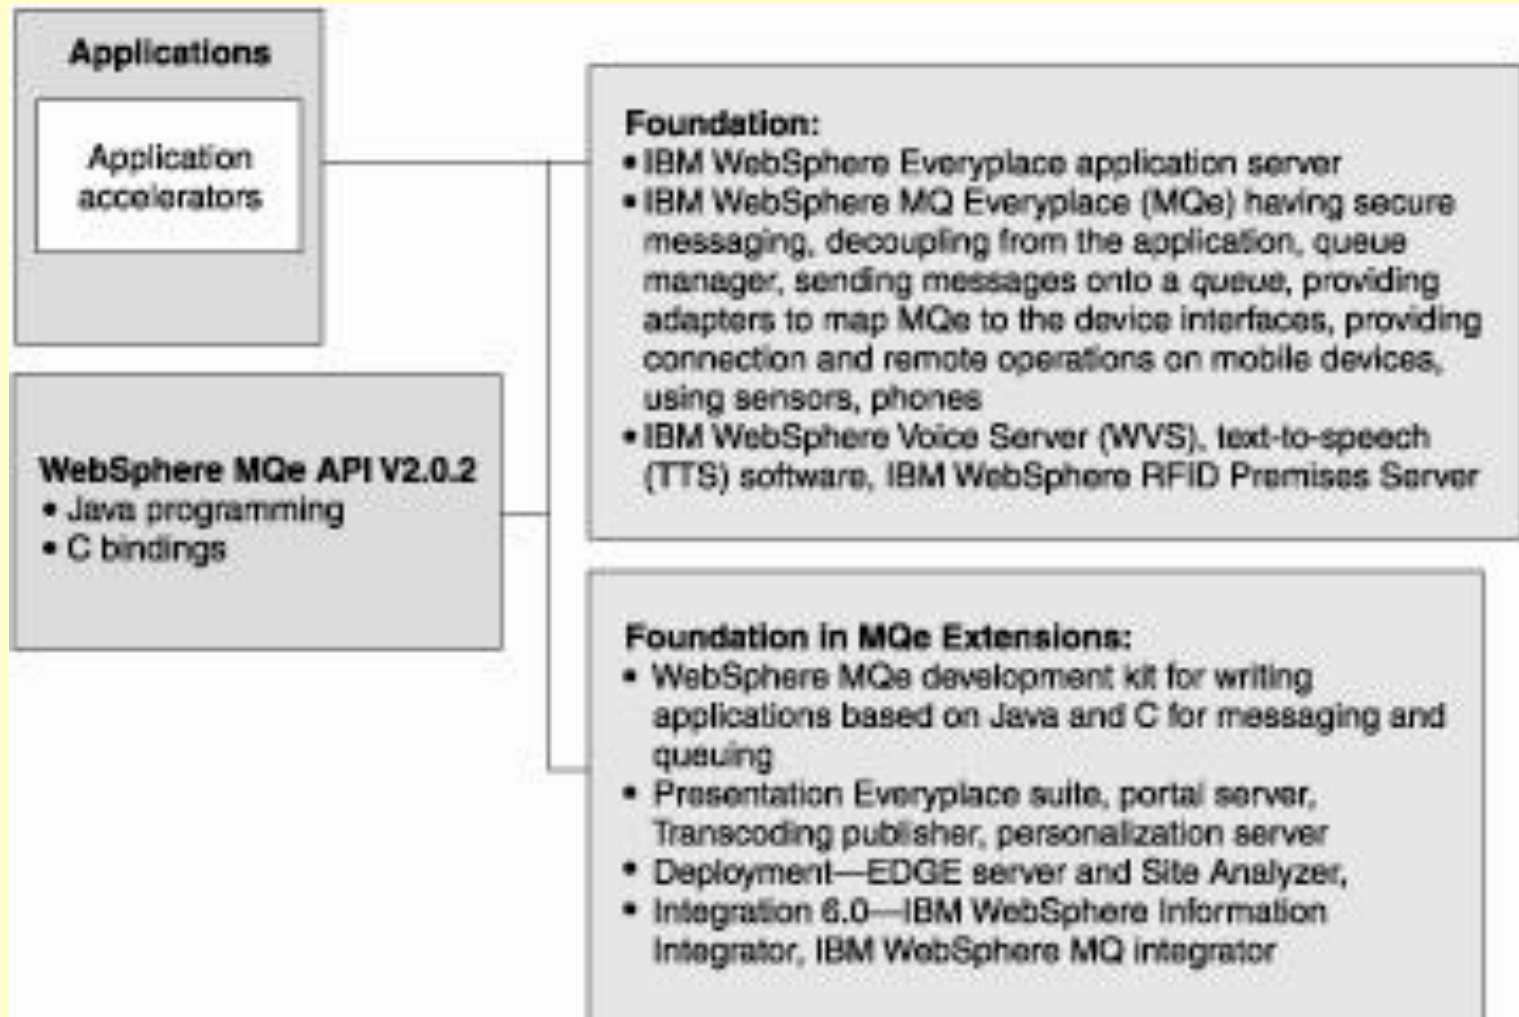 Applications
Application
accelerators
WebSphere MQe API V2.0.2
• Java programming
• C bindings
Foundation:
• IBM WebSphere Everyplace application server
• IBM WebSphere MQ Everyplace (MQe) having secure
messaging, decoupling from the application, queue
manager, sending messages onto a queue, providing
adapters to map MQe to the device interfaces, providing
connection and remote operations on mobile devices,
using sensors, phones
• IBM WebSphere Voice Server (WVS), text-to-speech
(TTS) software, IBM WebSphere RFID Premises Server
Foundation in MQe Extensions:
• WebSphere MQe development kit for writing
applications based on Java and C for messaging and
queuing
• Presentation Everyplace suite, portal server,
Transcoding publisher, personalization server
• Deployment—EDGE server and Site Analyzer,
• Integration 6.0—IBM WebSphere Information
Integrator, IBM WebSphere MQ integrator